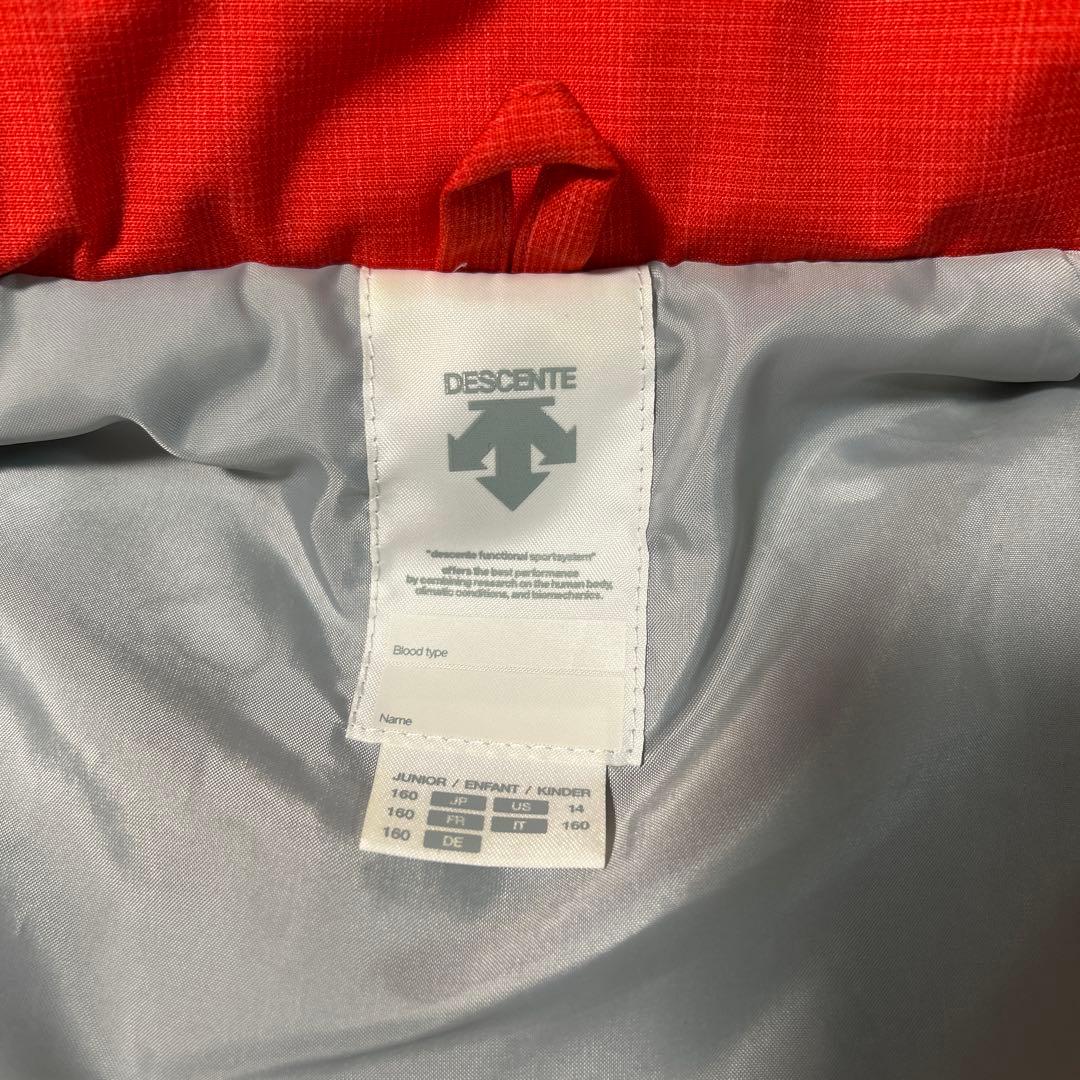 DESCENTE
"descente functional sportsystem"
offers the best performance
by combining research on the human body,
climatic conditions, and biomechanics.
Blood type
Name
JUNIOR / ENFANT / KINDER
160 JP US 14
160 FR IT 160
160 DE